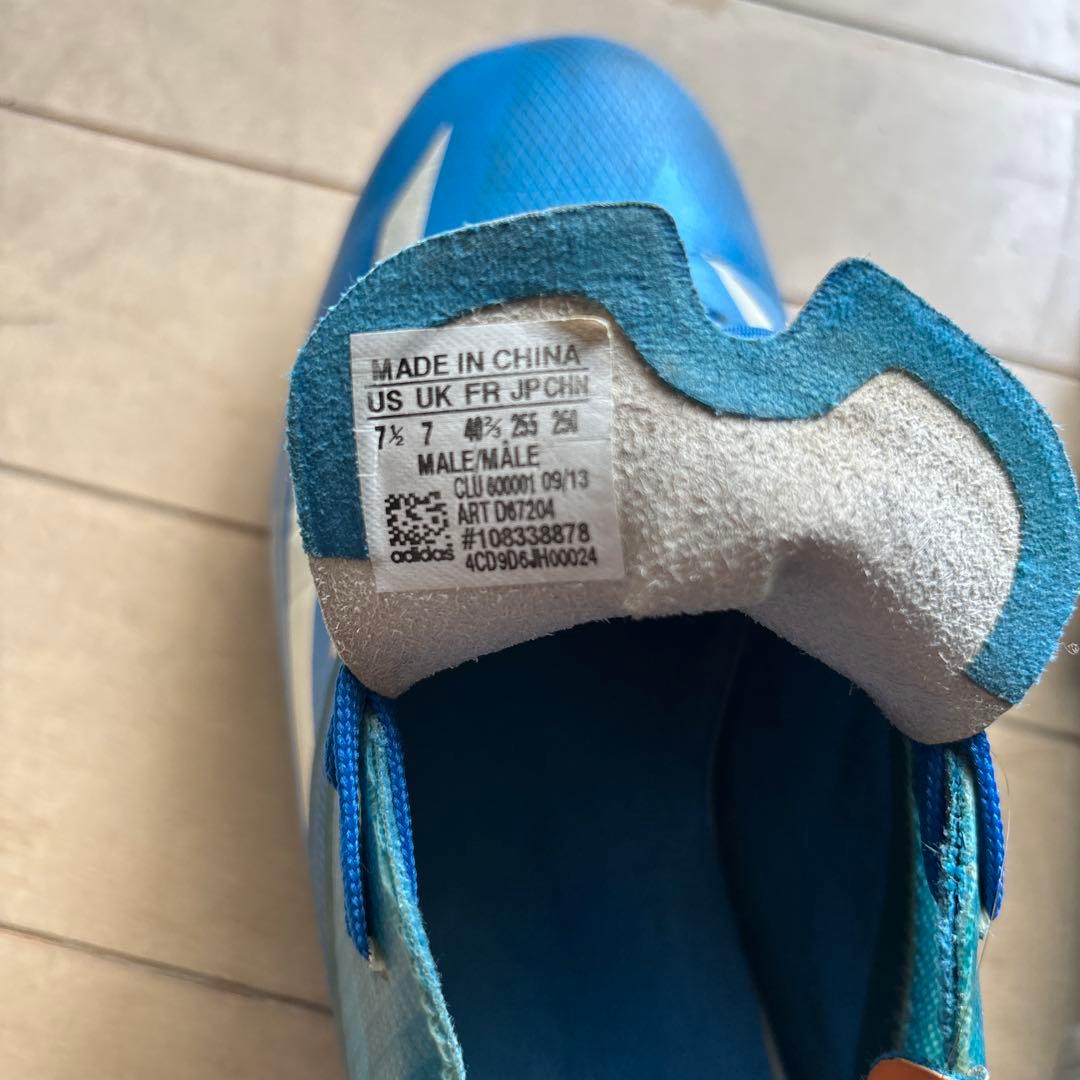 MADE IN CHINA
US UK FR JP CHN
7½ 7 40⅔ 255 250
MALE/MÂLE
CLU 600001 09/13
ART D67204
#108338878
adidas 4CD9D6JH00024